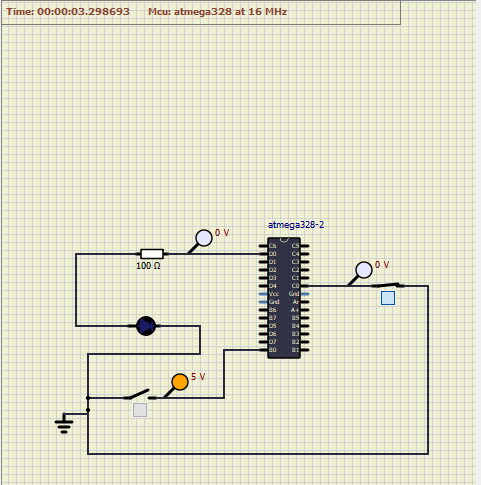 Time: 00:00:03.298693 Mcu: atmega328 at 16 MHz
atmega328-2
0 V
100 Ω
0 V
5 V
C6 C5
D0 C4
D1 C3
D2 C2
D3 C1
D4 C0
Vcc Gnd
Gnd
B6
B7 B5
D5 B4
D6 B3
D7 B2
B0 B1